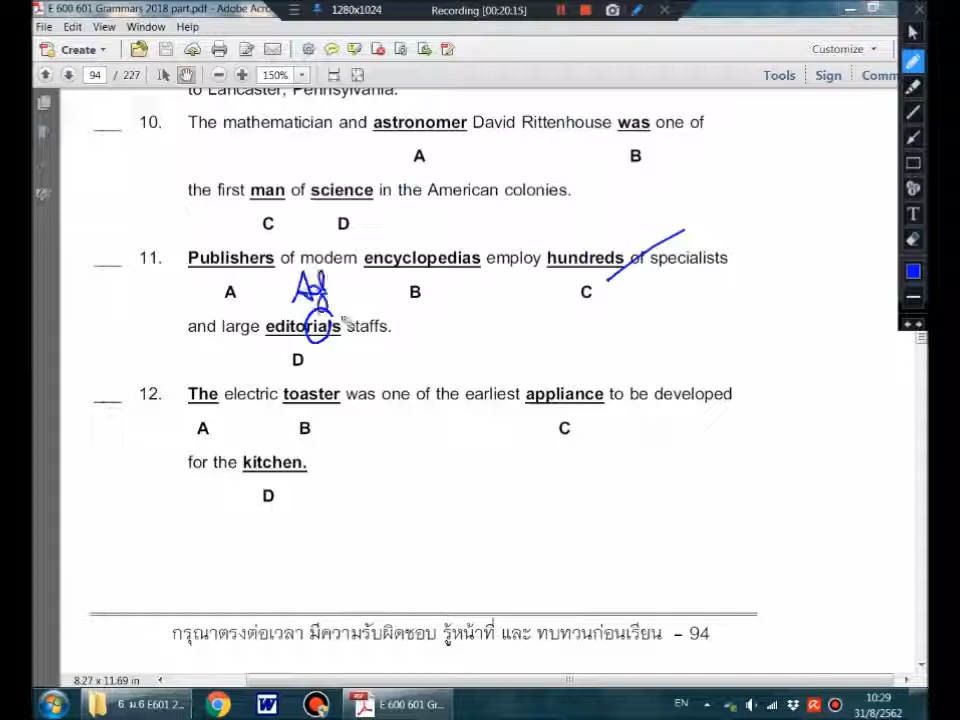 E 600 601 Grammars 2018 part.pdf - Adobe Acro
1280x1024
Recording [00:20:15]
File Edit View Window Help
Create
Customize
94 / 227
150%
Tools Sign Comm
to Lancaster, Pennsylvania.
___ 10. The mathematician and astronomer David Rittenhouse was one of
A B
the first man of science in the American colonies.
C D
___ 11. Publishers of modern encyclopedias employ hundreds of specialists
A Adj B C
and large editorials staffs.
D
___ 12. The electric toaster was one of the earliest appliance to be developed
A B C
for the kitchen.
D
กรุณาตรงต่อเวลา มีความรับผิดชอบ รู้หน้าที่ และ ทบทวนก่อนเรียน - 94
8.27 x 11.69 in
6 ม.6 E601 2...
E 600 601 Gr...
EN
10:29
31/8/2562